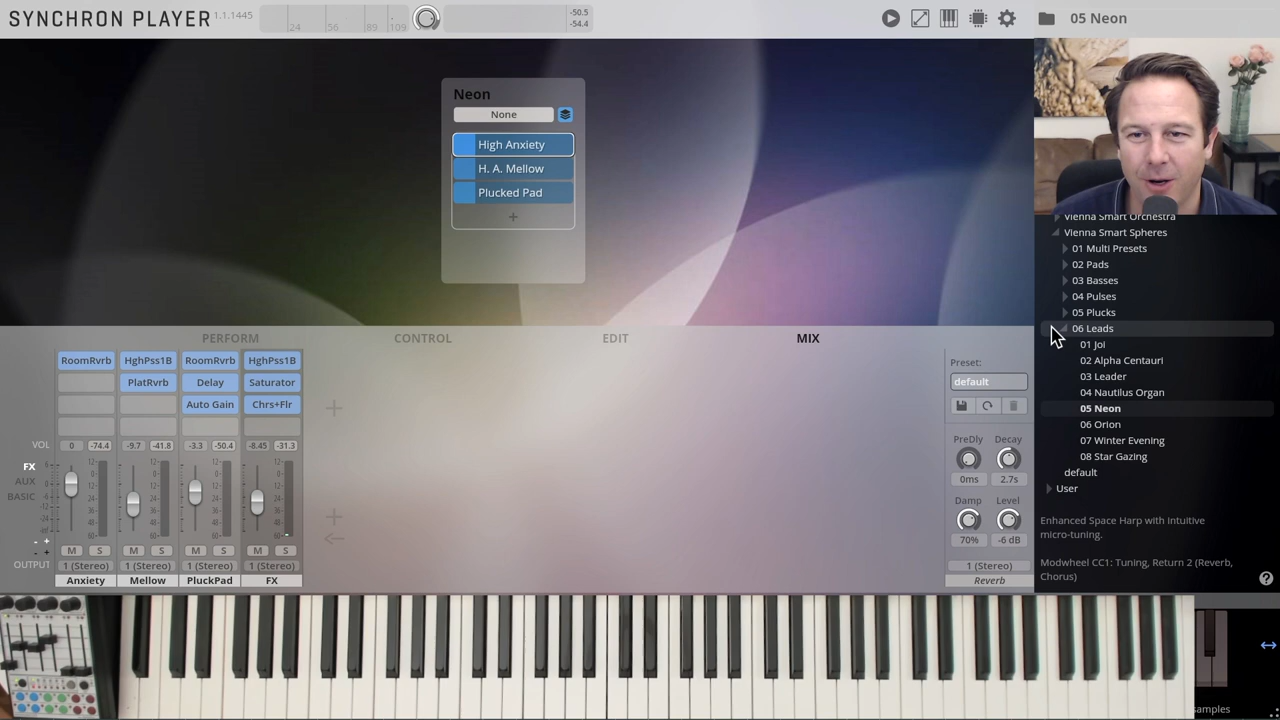 SYNCHRON PLAYER 1.1.1445
24 56 89 109
-50.5
-54.4
05 Neon
Neon
None
High Anxiety
H. A. Mellow
Plucked Pad
+
PERFORM CONTROL EDIT MIX
RoomRvrb HghPss1B RoomRvrb HghPss1B
PlatRvrb Delay Saturator
Auto Gain Chrs+Flr
VOL 0 -74.4 -9.7 -41.8 -3.3 -50.4 -8.45 -31.3
FX
AUX
BASIC
M S M S M S M S
OUTPUT 1 (Stereo) 1 (Stereo) 1 (Stereo) 1 (Stereo)
Anxiety Mellow PluckPad FX
Preset:
default
PreDly Decay
0ms 2.7s
Damp Level
70% -6 dB
1 (Stereo)
Reverb
Vienna Smart Orchestra
Vienna Smart Spheres
01 Multi Presets
02 Pads
03 Basses
04 Pulses
05 Plucks
06 Leads
01 Joi
02 Alpha Centauri
03 Leader
04 Nautilus Organ
05 Neon
06 Orion
07 Winter Evening
08 Star Gazing
default
User
Enhanced Space Harp with Intuitive
micro-tuning.
Modwheel CC1: Tuning, Return 2 (Reverb,
Chorus)
?
samples